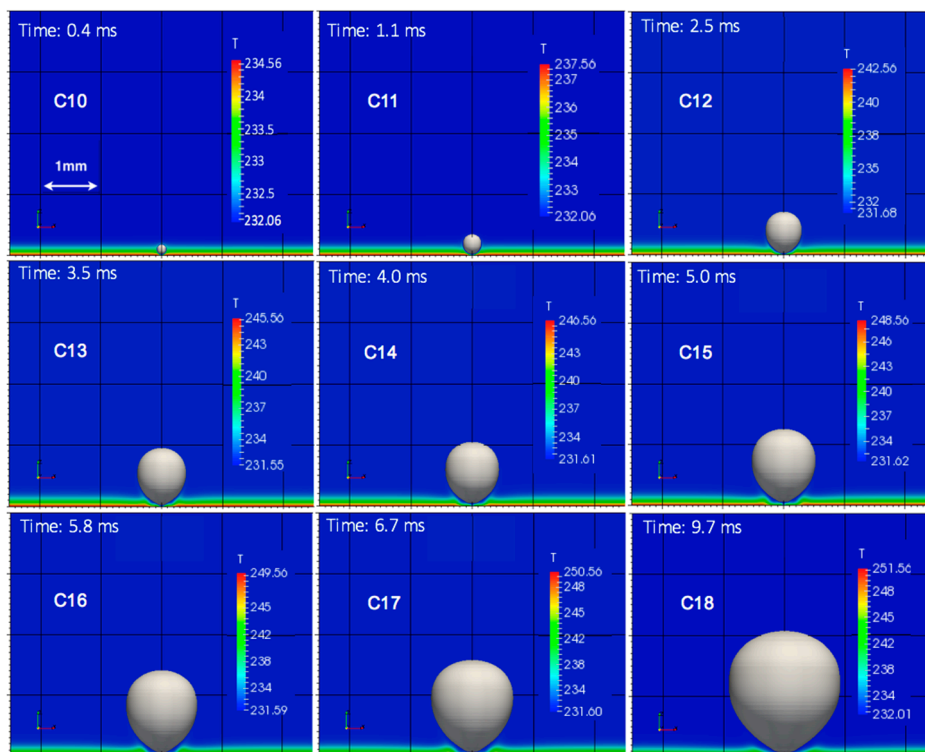 Time: 0.4 ms
T
234.56
234
233.5
233
232.5
232.06
C10
1mm
Time: 1.1 ms
T
237.56
237
236
235
234
233
232.06
C11
Time: 2.5 ms
T
242.56
240
238
235
232
231.68
C12
Time: 3.5 ms
T
245.56
243
240
237
234
231.55
C13
Time: 4.0 ms
T
246.56
243
240
237
234
231.61
C14
Time: 5.0 ms
T
248.56
246
243
240
237
234
231.62
C15
Time: 5.8 ms
T
249.56
245
242
238
234
231.59
C16
Time: 6.7 ms
T
250.56
248
245
242
238
234
231.60
C17
Time: 9.7 ms
T
251.56
248
245
242
238
234
232.01
C18